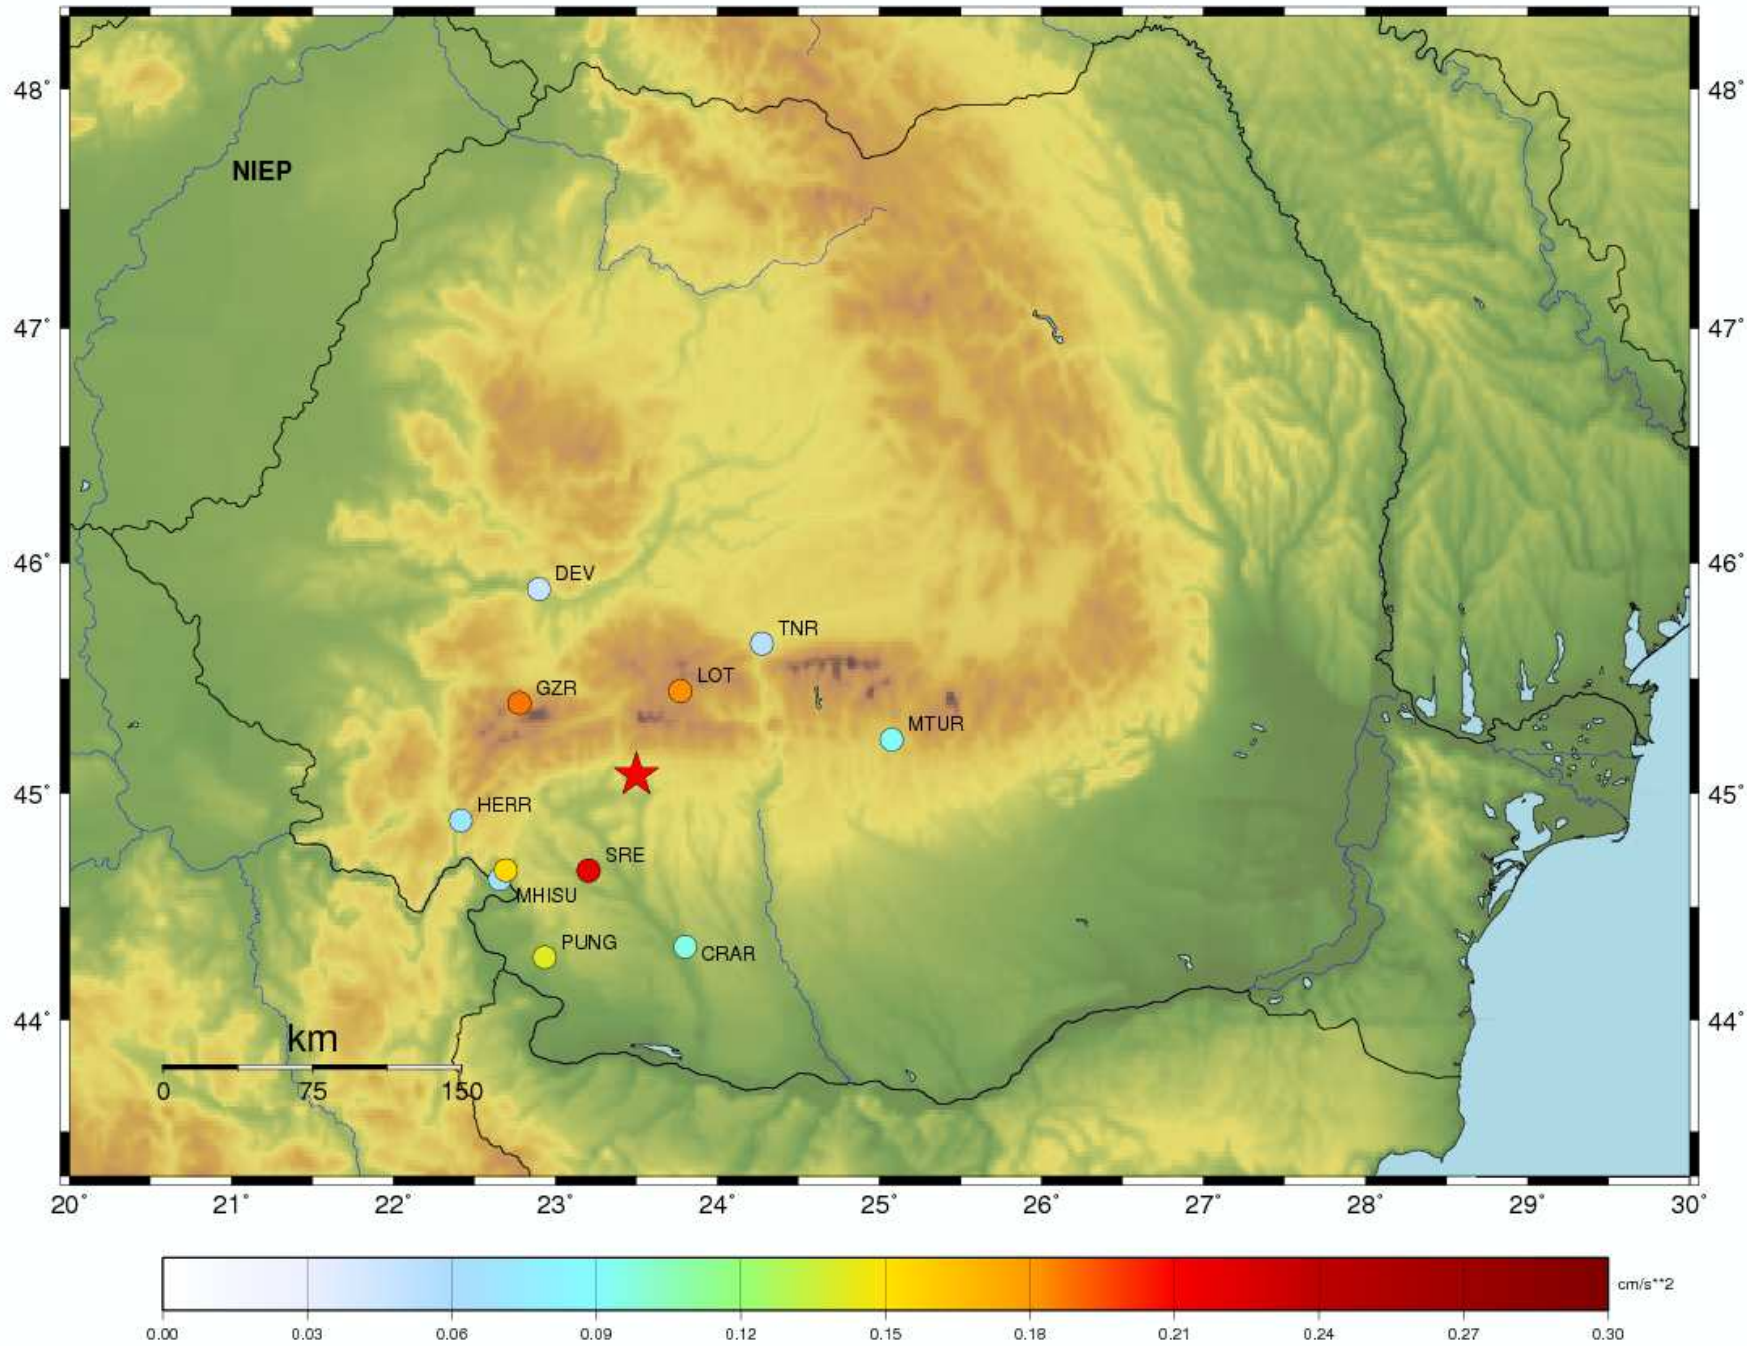 48° 48°
NIEP
47° 47°
46° 46°
DEV
TNR
LOT
GZR
MTUR
45° 45°
HERR
SRE
MHISU
PUNG
CRAR
44° 44°
km
0 75 150
20° 21° 22° 23° 24° 25° 26° 27° 28° 29° 30°
cm/s**2
0.00 0.03 0.06 0.09 0.12 0.15 0.18 0.21 0.24 0.27 0.30